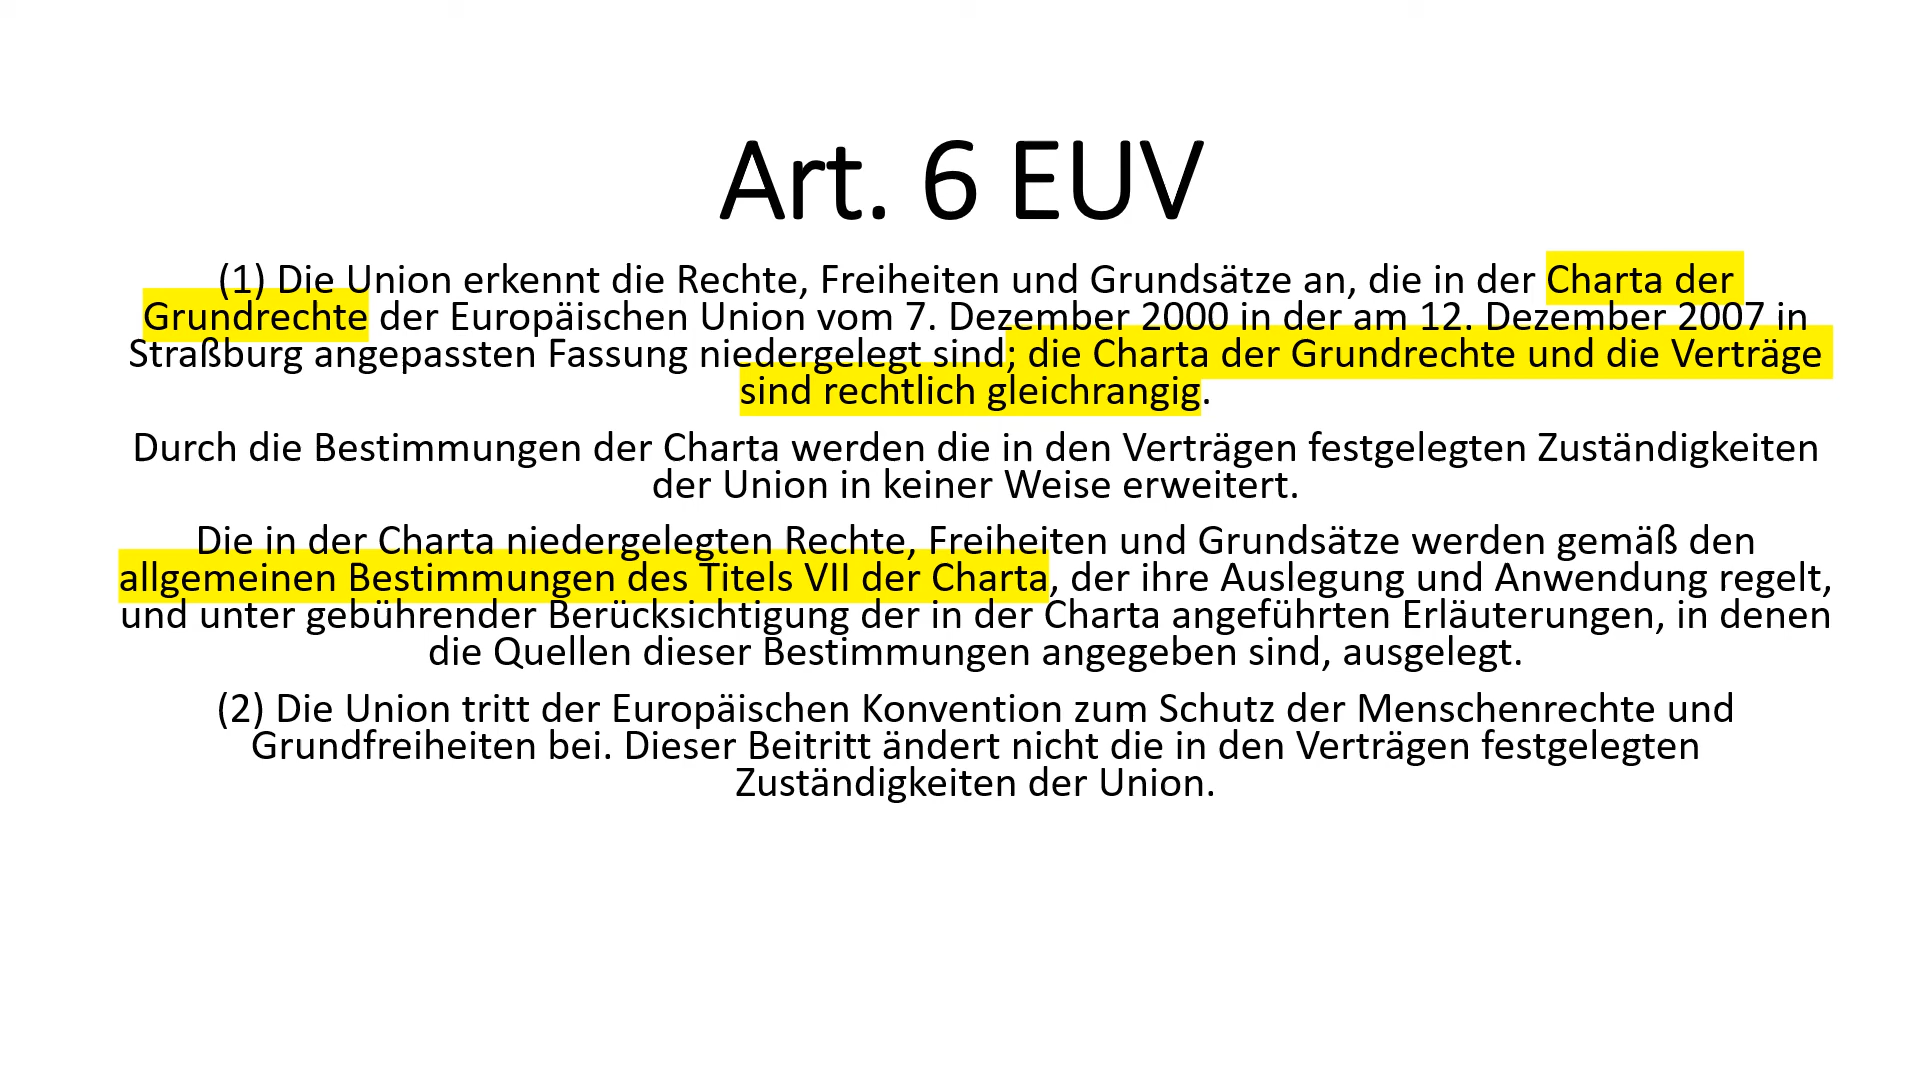 Art. 6 EUV
(1) Die Union erkennt die Rechte, Freiheiten und Grundsätze an, die in der Charta der
Grundrechte der Europäischen Union vom 7. Dezember 2000 in der am 12. Dezember 2007 in
Straßburg angepassten Fassung niedergelegt sind; die Charta der Grundrechte und die Verträge
sind rechtlich gleichrangig.
Durch die Bestimmungen der Charta werden die in den Verträgen festgelegten Zuständigkeiten
der Union in keiner Weise erweitert.
Die in der Charta niedergelegten Rechte, Freiheiten und Grundsätze werden gemäß den
allgemeinen Bestimmungen des Titels VII der Charta, der ihre Auslegung und Anwendung regelt,
und unter gebührender Berücksichtigung der in der Charta angeführten Erläuterungen, in denen
die Quellen dieser Bestimmungen angegeben sind, ausgelegt.
(2) Die Union tritt der Europäischen Konvention zum Schutz der Menschenrechte und
Grundfreiheiten bei. Dieser Beitritt ändert nicht die in den Verträgen festgelegten
Zuständigkeiten der Union.